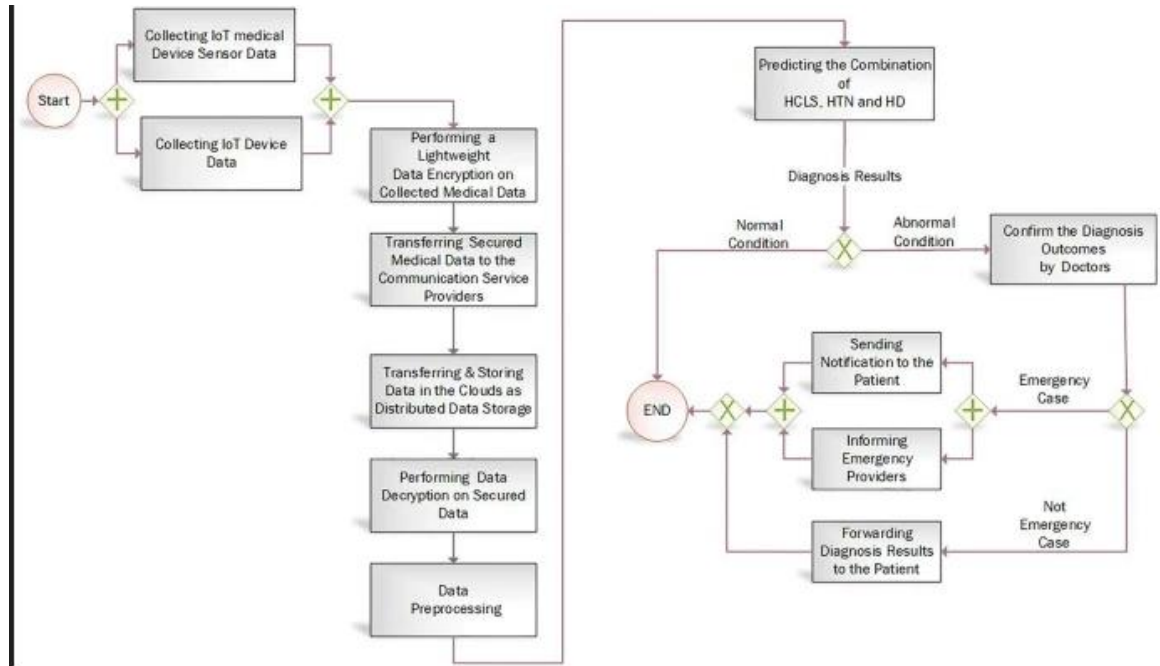 Start
Collecting IoT medical
Device Sensor Data
Collecting IoT Device
Data
Performing a
Lightweight
Data Encryption on
Collected Medical Data
Transferring Secured
Medical Data to the
Communication Service
Providers
Transferring & Storing
Data in the Clouds as
Distributed Data Storage
Performing Data
Decryption on Secured
Data
Data
Preprocessing
Predicting the Combination
of
HCLS, HTN and HD
Diagnosis Results
Normal
Condition
Abnormal
Condition
Confirm the Diagnosis
Outcomes
by Doctors
Emergency
Case
Sending
Notification to the
Patient
Informing
Emergency
Providers
Not
Emergency
Case
Forwarding
Diagnosis Results
to the Patient
END